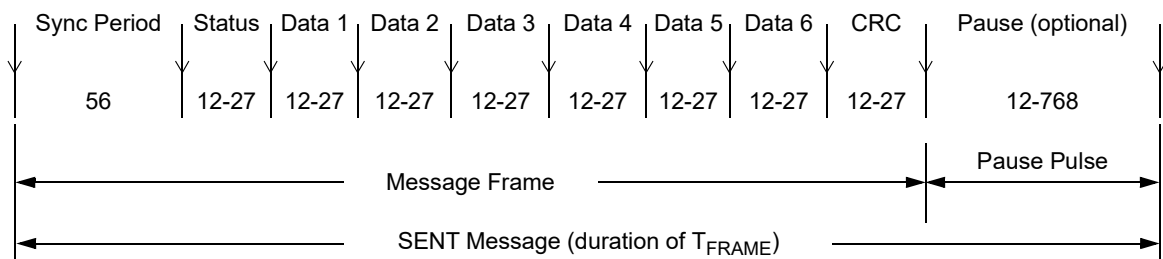 Sync Period Status Data 1 Data 2 Data 3 Data 4 Data 5 Data 6 CRC Pause (optional)
56 12-27 12-27 12-27 12-27 12-27 12-27 12-27 12-27 12-768
Message Frame Pause Pulse
SENT Message (duration of TFRAME)